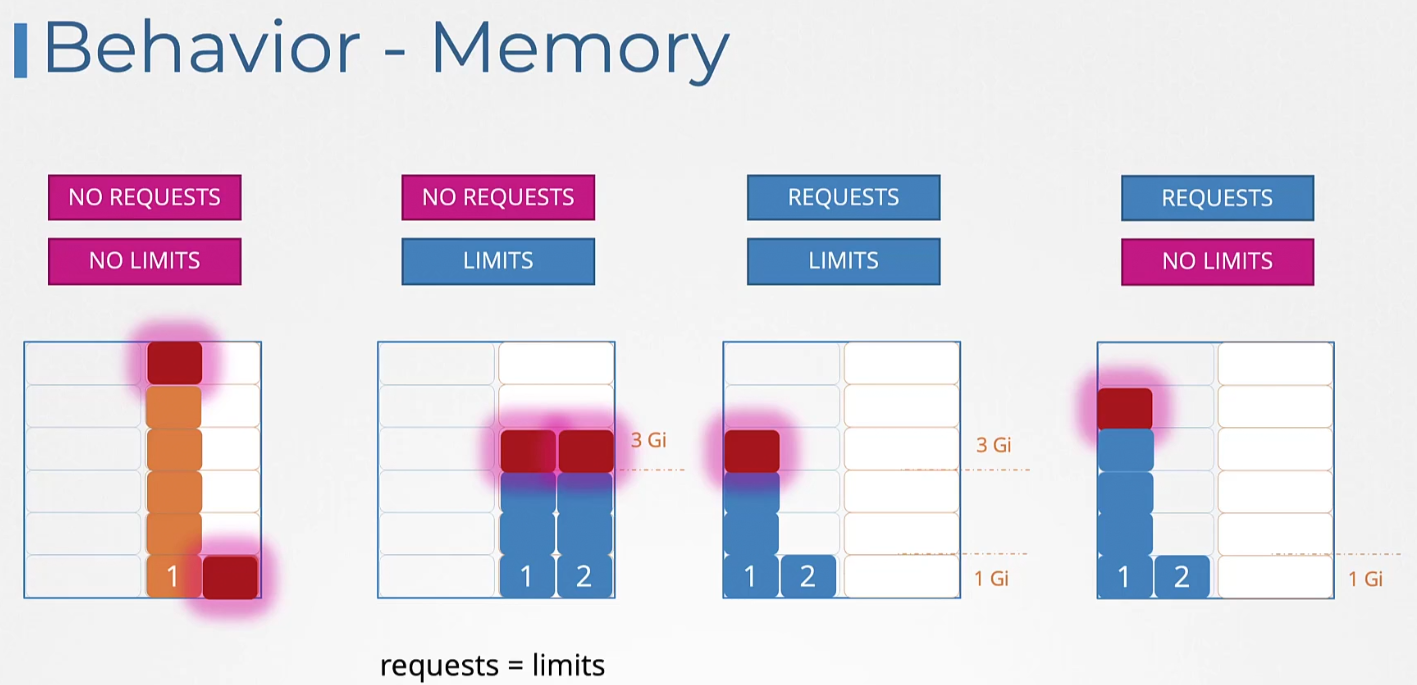 Behavior - Memory
NO REQUESTS
NO LIMITS
1
NO REQUESTS
LIMITS
3 Gi
1 2
requests = limits
REQUESTS
LIMITS
3 Gi
1 2
1 Gi
REQUESTS
NO LIMITS
1 2
1 Gi